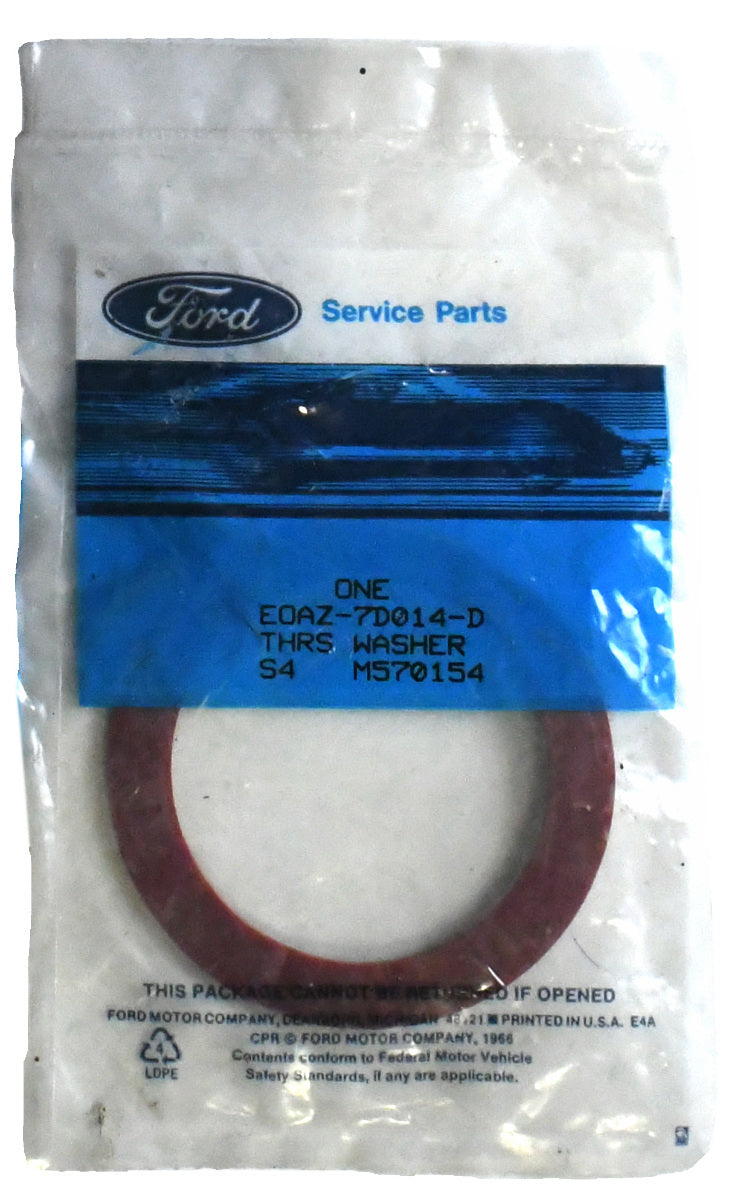 Ford Service Parts
ONE
EOAZ-7D014-D
THRS WASHER
S4 M570154
THIS PACKAGE CANNOT BE RETURNED IF OPENED
FORD MOTOR COMPANY, DEARBORN, MICHIGAN 48121 PRINTED IN U.S.A. E4A
CPR © FORD MOTOR COMPANY, 1966
Contents conform to Federal Motor Vehicle
Safety Standards, if any are applicable.
4
LDPE